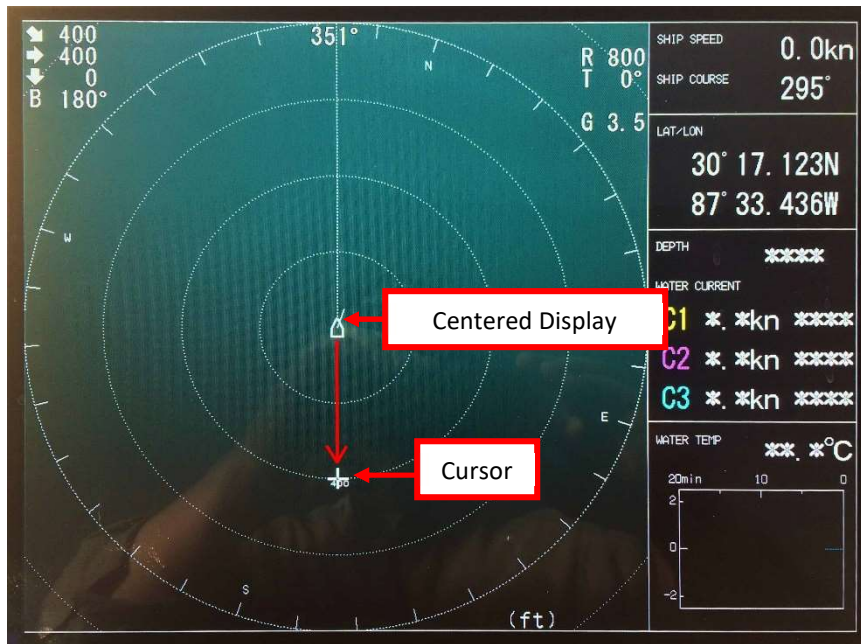 400
400
0
B 180°
351°
R 800
T 0°
G 3.5
N
W
E
S
Centered Display
Cursor
400
(ft)
SHIP SPEED
0.0kn
SHIP COURSE
295°
LAT/LON
30° 17.123N
87° 33.436W
DEPTH
****
WATER CURRENT
C1 *.*kn ****
C2 *.*kn ****
C3 *.*kn ****
WATER TEMP
**.*°C
20min 10 0
2
0
-2